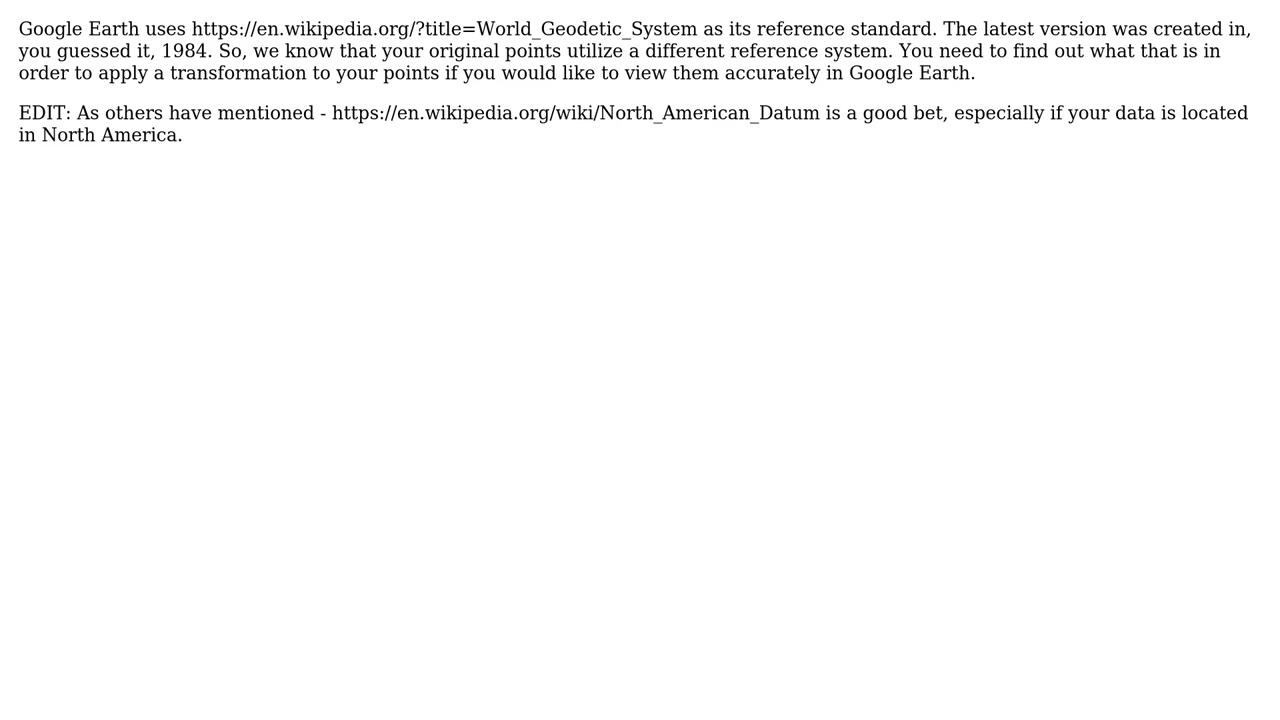 Google Earth uses https://en.wikipedia.org/?title=World_Geodetic_System as its reference standard. The latest version was created in,
you guessed it, 1984. So, we know that your original points utilize a different reference system. You need to find out what that is in
order to apply a transformation to your points if you would like to view them accurately in Google Earth.
EDIT: As others have mentioned - https://en.wikipedia.org/wiki/North_American_Datum is a good bet, especially if your data is located
in North America.